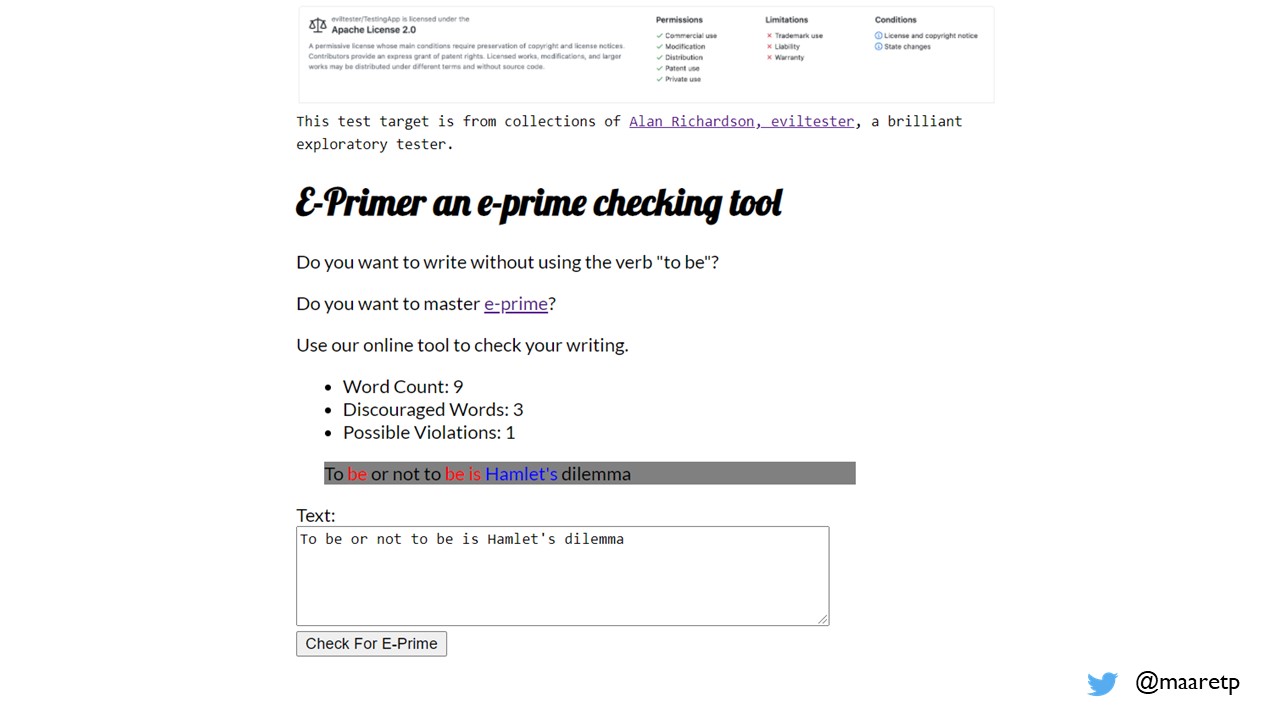 eviltester/TestingApp is licensed under the
Apache License 2.0
A permissive license whose main conditions require preservation of copyright and license notices.
Contributors provide an express grant of patent rights. Licensed works, modifications, and larger
works may be distributed under different terms and without source code.
Permissions
Commercial use
Modification
Distribution
Patent use
Private use
Limitations
Trademark use
Liability
Warranty
Conditions
License and copyright notice
State changes
This test target is from collections of Alan Richardson, eviltester, a brilliant
exploratory tester.
E-Primer an e-prime checking tool
Do you want to write without using the verb "to be"?
Do you want to master e-prime?
Use our online tool to check your writing.
• Word Count: 9
• Discouraged Words: 3
• Possible Violations: 1
To be or not to be is Hamlet's dilemma
Text:
To be or not to be is Hamlet's dilemma
Check For E-Prime
@maaretp